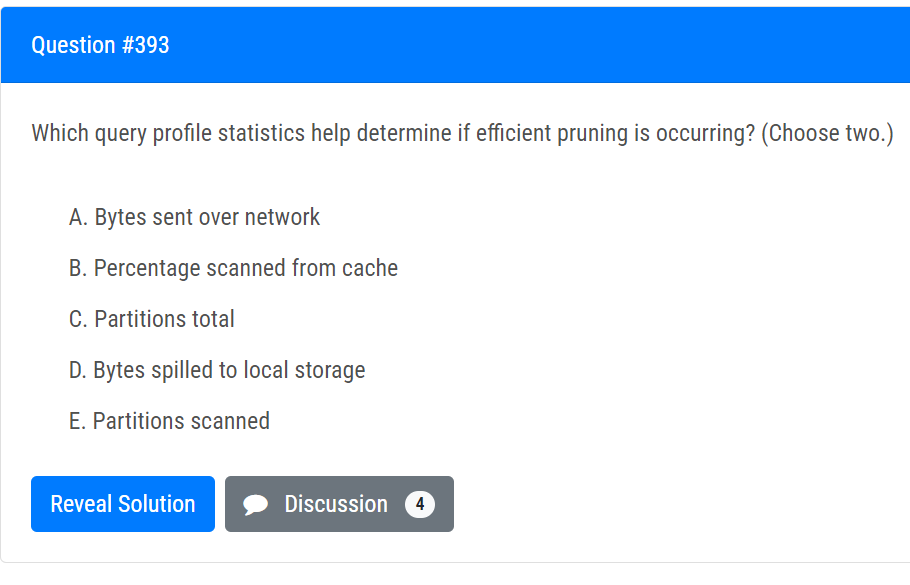 Question #393
Which query profile statistics help determine if efficient pruning is occurring? (Choose two.)
A. Bytes sent over network
B. Percentage scanned from cache
C. Partitions total
D. Bytes spilled to local storage
E. Partitions scanned
Reveal Solution Discussion 4